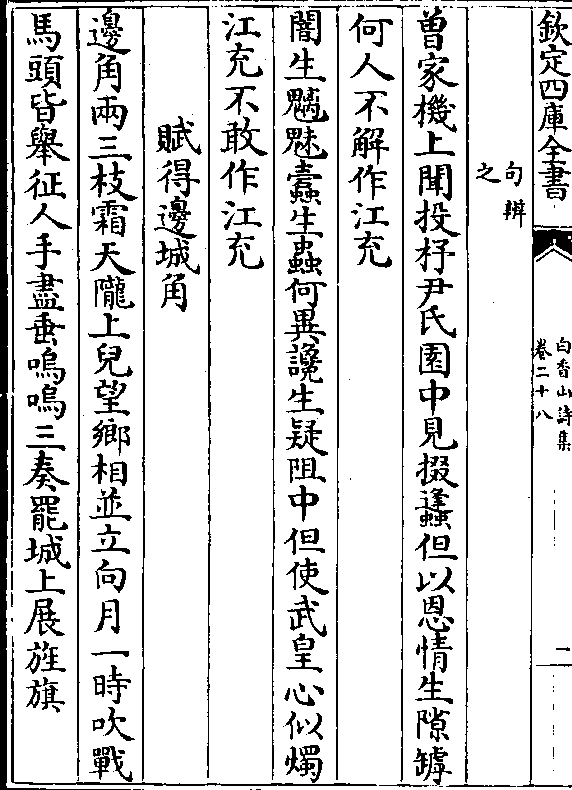 欽定四庫全書
白香山詩集
卷二十八
二
句辨
之
曽家機上聞投杼尹氏園中見掇蠭但以恩情生隙罅
何人不解作江充
闇生魑魅蠧生蟲何異讒生疑阻中但使武皇心似燭
江充不敢作江充
賦得邊城角
邊角兩三枝霜天隴上兒望鄉相並立向月一時吹戰
馬頭皆舉征人手盡垂嗚嗚三奏罷城上展旌旗